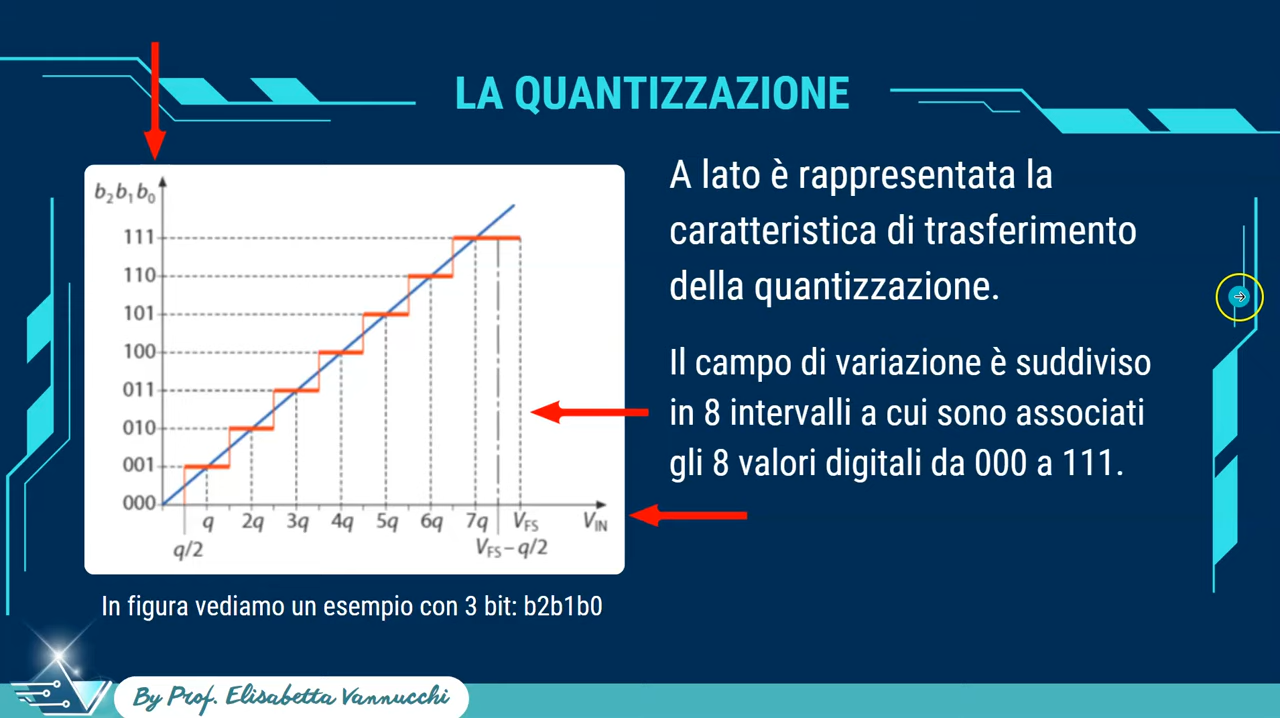 LA QUANTIZZAZIONE
b2b1b0
111
110
101
100
011
010
001
000
q 2q 3q 4q 5q 6q 7q VFS VIN
q/2 VFS – q/2
In figura vediamo un esempio con 3 bit: b2b1b0
A lato è rappresentata la
caratteristica di trasferimento
della quantizzazione.
Il campo di variazione è suddiviso
in 8 intervalli a cui sono associati
gli 8 valori digitali da 000 a 111.
By Prof. Elisabetta Vannucchi